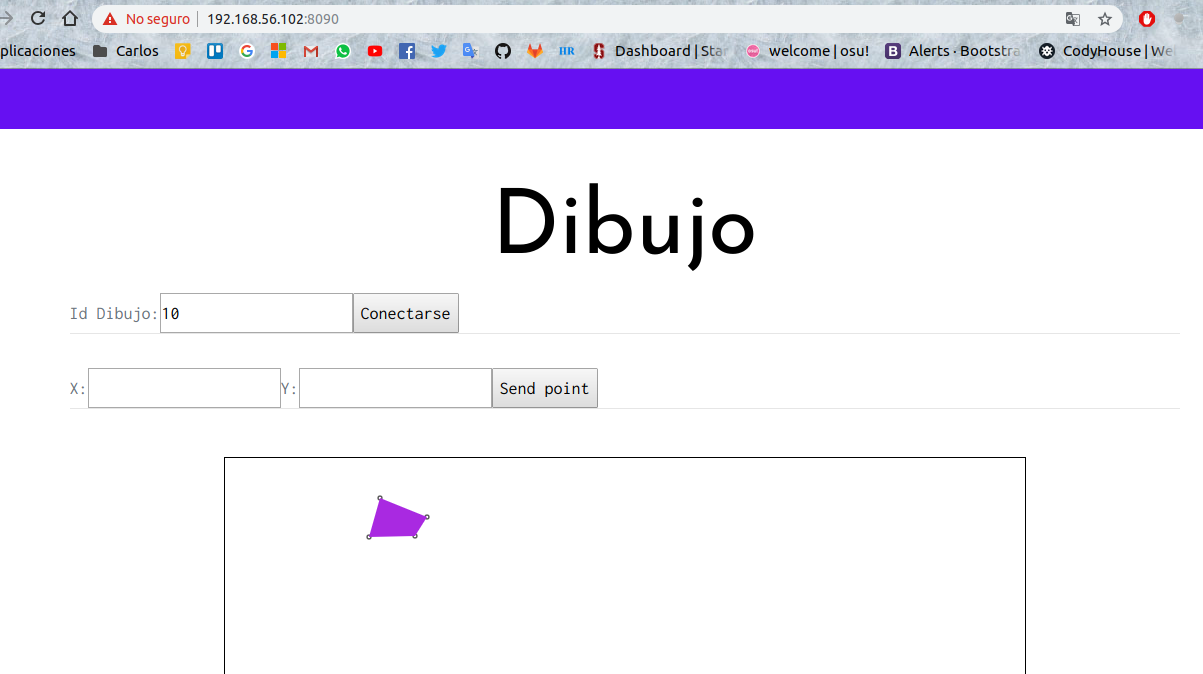 No seguro 192.168.56.102:8090
plicaciones Carlos IIR Dashboard | Star welcome | osu! Alerts · Bootstra CodyHouse | We
Dibujo
Id Dibujo: 10 Conectarse
X: Y: Send point